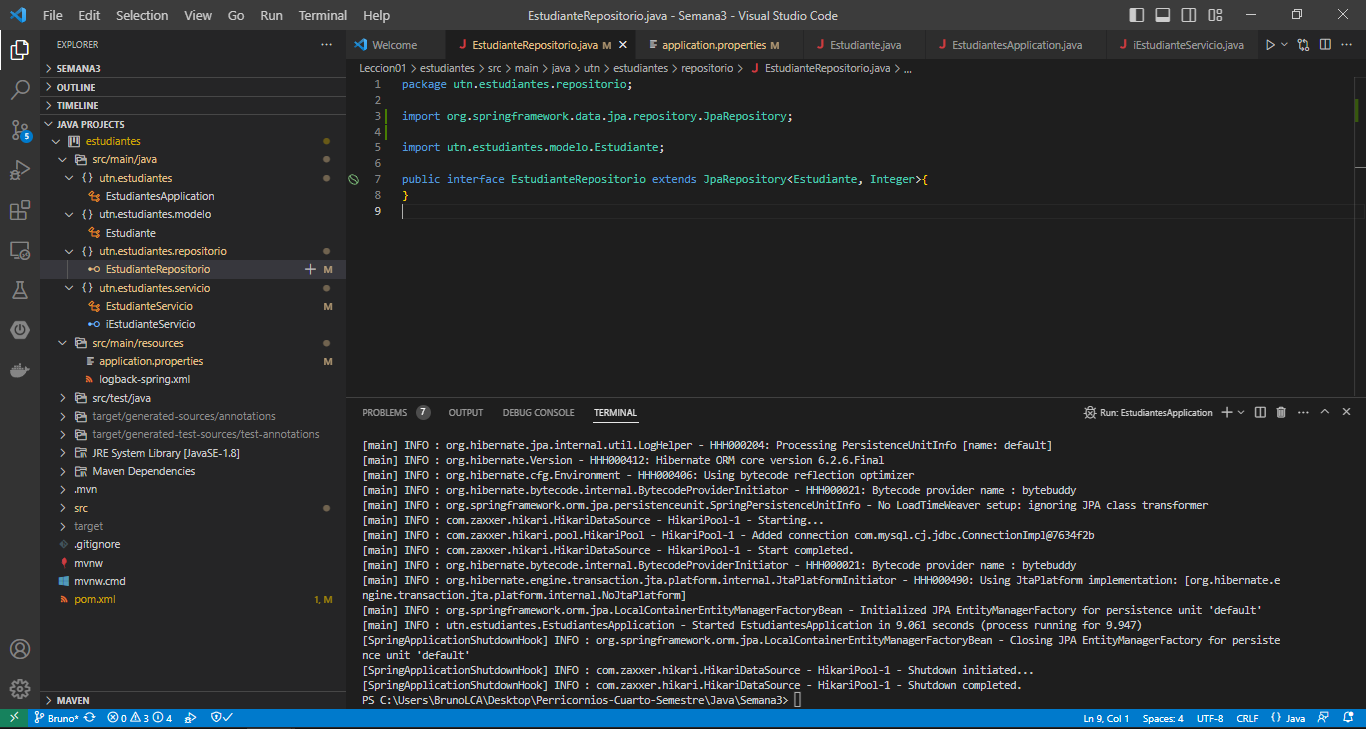 File Edit Selection View Go Run Terminal Help EstudianteRepositorio.java - Semana3 - Visual Studio Code
EXPLORER
SEMANA3
OUTLINE
TIMELINE
JAVA PROJECTS
estudiantes
src/main/java
{} utn.estudiantes
EstudiantesApplication
{} utn.estudiantes.modelo
Estudiante
{} utn.estudiantes.repositorio
EstudianteRepositorio M
{} utn.estudiantes.servicio
EstudianteServicio M
iEstudianteServicio
src/main/resources
application.properties M
logback-spring.xml
src/test/java
target/generated-sources/annotations
target/generated-test-sources/test-annotations
JRE System Library [JavaSE-1.8]
Maven Dependencies
.mvn
src
target
.gitignore
mvnw
mvnw.cmd
pom.xml 1, M
MAVEN
5
Welcome EstudianteRepositorio.java M application.properties M Estudiante.java EstudiantesApplication.java iEstudianteServicio.java
Leccion01 > estudiantes > src > main > java > utn > estudiantes > repositorio > EstudianteRepositorio.java > ...
1 package utn.estudiantes.repositorio;
2
3 import org.springframework.data.jpa.repository.JpaRepository;
4
5 import utn.estudiantes.modelo.Estudiante;
6
7 public interface EstudianteRepositorio extends JpaRepository<Estudiante, Integer>{
8 }
9
PROBLEMS 7 OUTPUT DEBUG CONSOLE TERMINAL Run: EstudiantesApplication
[main] INFO : org.hibernate.jpa.internal.util.LogHelper - HHH000204: Processing PersistenceUnitInfo [name: default]
[main] INFO : org.hibernate.Version - HHH000412: Hibernate ORM core version 6.2.6.Final
[main] INFO : org.hibernate.cfg.Environment - HHH000406: Using bytecode reflection optimizer
[main] INFO : org.hibernate.bytecode.internal.BytecodeProviderInitiator - HHH000021: Bytecode provider name : bytebuddy
[main] INFO : org.springframework.orm.jpa.persistenceunit.SpringPersistenceUnitInfo - No LoadTimeWeaver setup: ignoring JPA class transformer
[main] INFO : com.zaxxer.hikari.HikariDataSource - HikariPool-1 - Starting...
[main] INFO : com.zaxxer.hikari.pool.HikariPool - HikariPool-1 - Added connection com.mysql.cj.jdbc.ConnectionImpl@7634f2b
[main] INFO : com.zaxxer.hikari.HikariDataSource - HikariPool-1 - Start completed.
[main] INFO : org.hibernate.bytecode.internal.BytecodeProviderInitiator - HHH000021: Bytecode provider name : bytebuddy
[main] INFO : org.hibernate.engine.transaction.jta.platform.internal.JtaPlatformInitiator - HHH000490: Using JtaPlatform implementation: [org.hibernate.e
ngine.transaction.jta.platform.internal.NoJtaPlatform]
[main] INFO : org.springframework.orm.jpa.LocalContainerEntityManagerFactoryBean - Initialized JPA EntityManagerFactory for persistence unit 'default'
[main] INFO : utn.estudiantes.EstudiantesApplication - Started EstudiantesApplication in 9.061 seconds (process running for 9.947)
[SpringApplicationShutdownHook] INFO : org.springframework.orm.jpa.LocalContainerEntityManagerFactoryBean - Closing JPA EntityManagerFactory for persiste
nce unit 'default'
[SpringApplicationShutdownHook] INFO : com.zaxxer.hikari.HikariDataSource - HikariPool-1 - Shutdown initiated...
[SpringApplicationShutdownHook] INFO : com.zaxxer.hikari.HikariDataSource - HikariPool-1 - Shutdown completed.
PS C:\Users\BrunoLCA\Desktop\Perricornios-Cuarto-Semestre\Java\Semana3>
Bruno* 0 3 4 Ln 9, Col 1 Spaces: 4 UTF-8 CRLF {} Java